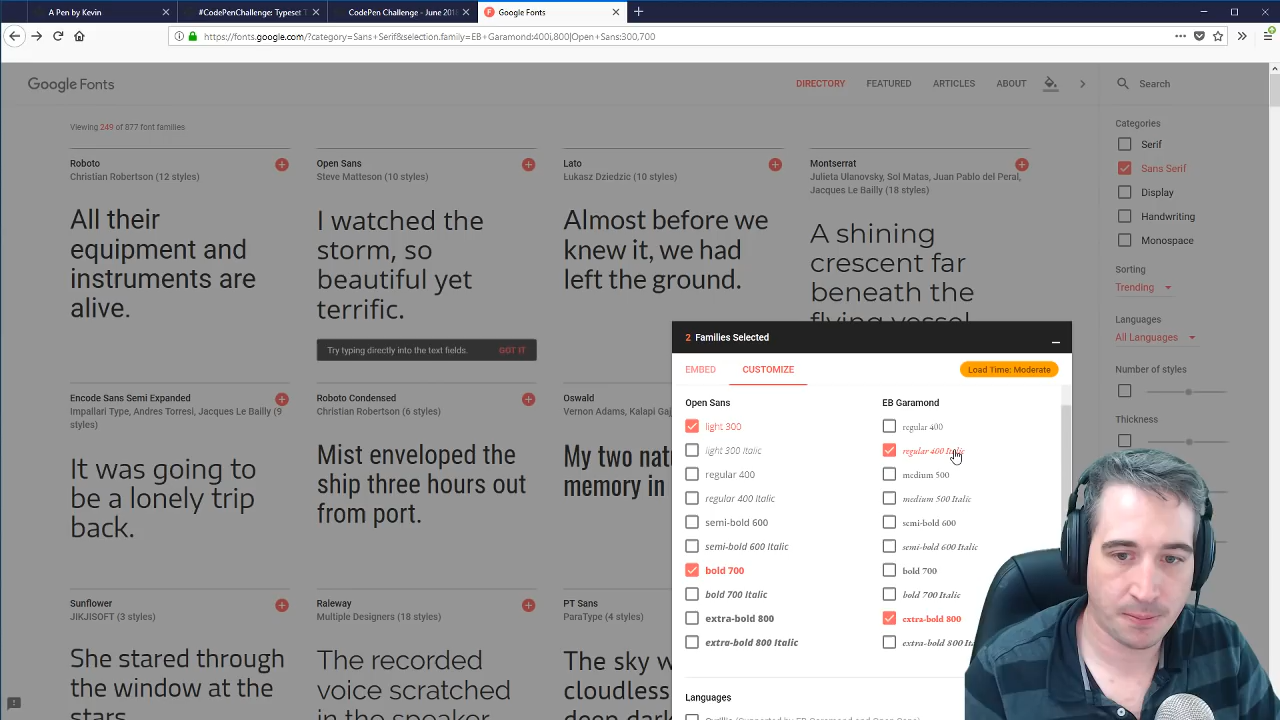 A Pen by Kevin
#CodePenChallenge: Typeset T
CodePen Challenge - June 2018
Google Fonts
https://fonts.google.com/?category=Sans+Serif&selection.family=EB+Garamond:400i,800|Open+Sans:300,700
Google Fonts
DIRECTORY
FEATURED
ARTICLES
ABOUT
Search
Viewing 249 of 877 font families
Roboto
Christian Robertson (12 styles)
All their
equipment and
instruments are
alive.
Open Sans
Steve Matteson (10 styles)
I watched the
storm, so
beautiful yet
terrific.
Try typing directly into the text fields.
GOT IT
Lato
Łukasz Dziedzic (10 styles)
Almost before we
knew it, we had
left the ground.
Montserrat
Julieta Ulanovsky, Sol Matas, Juan Pablo del Peral,
Jacques Le Bailly (18 styles)
A shining
crescent far
beneath the
flying vessel.
Encode Sans Semi Expanded
Impallari Type, Andres Torresi, Jacques Le Bailly (9
styles)
It was going to
be a lonely trip
back.
Roboto Condensed
Christian Robertson (6 styles)
Mist enveloped the
ship three hours out
from port.
Oswald
Vernon Adams, Kalapi Gaj
My two na
memory in
Sunflower
JIKJISOFT (3 styles)
She stared through
the window at the
stars.
Raleway
Multiple Designers (18 styles)
The recorded
voice scratched
PT Sans
ParaType (4 styles)
The sky w
cloudless
Categories
Serif
Sans Serif
Display
Handwriting
Monospace
Sorting
Trending
Languages
All Languages
Number of styles
Thickness
2 Families Selected
EMBED
CUSTOMIZE
Load Time: Moderate
Open Sans
light 300
light 300 Italic
regular 400
regular 400 Italic
semi-bold 600
semi-bold 600 Italic
bold 700
bold 700 Italic
extra-bold 800
extra-bold 800 Italic
EB Garamond
regular 400
regular 400 Italic
medium 500
medium 500 Italic
semi-bold 600
semi-bold 600 Italic
bold 700
bold 700 Italic
extra-bold 800
extra-bold 800 It
Languages